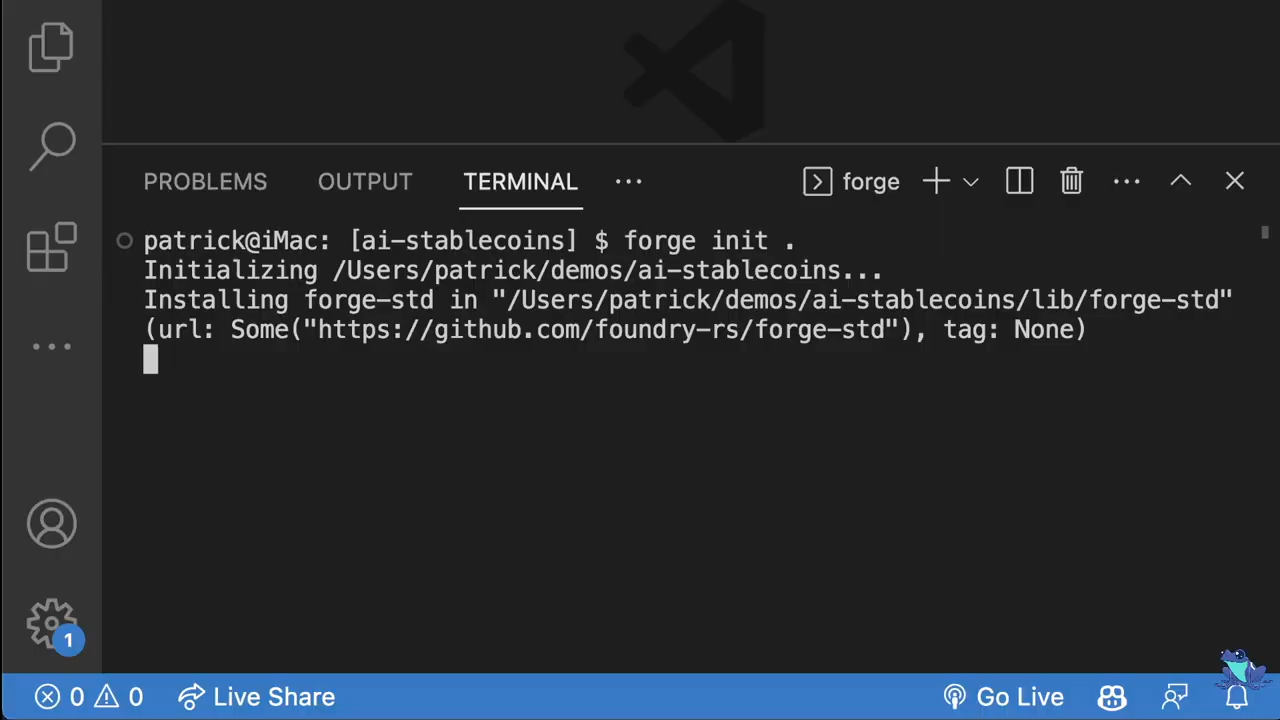 PROBLEMS OUTPUT TERMINAL ··· forge
patrick@iMac: [ai-stablecoins] $ forge init .
Initializing /Users/patrick/demos/ai-stablecoins...
Installing forge-std in "/Users/patrick/demos/ai-stablecoins/lib/forge-std"
(url: Some("https://github.com/foundry-rs/forge-std"), tag: None)
1
0 0 Live Share Go Live